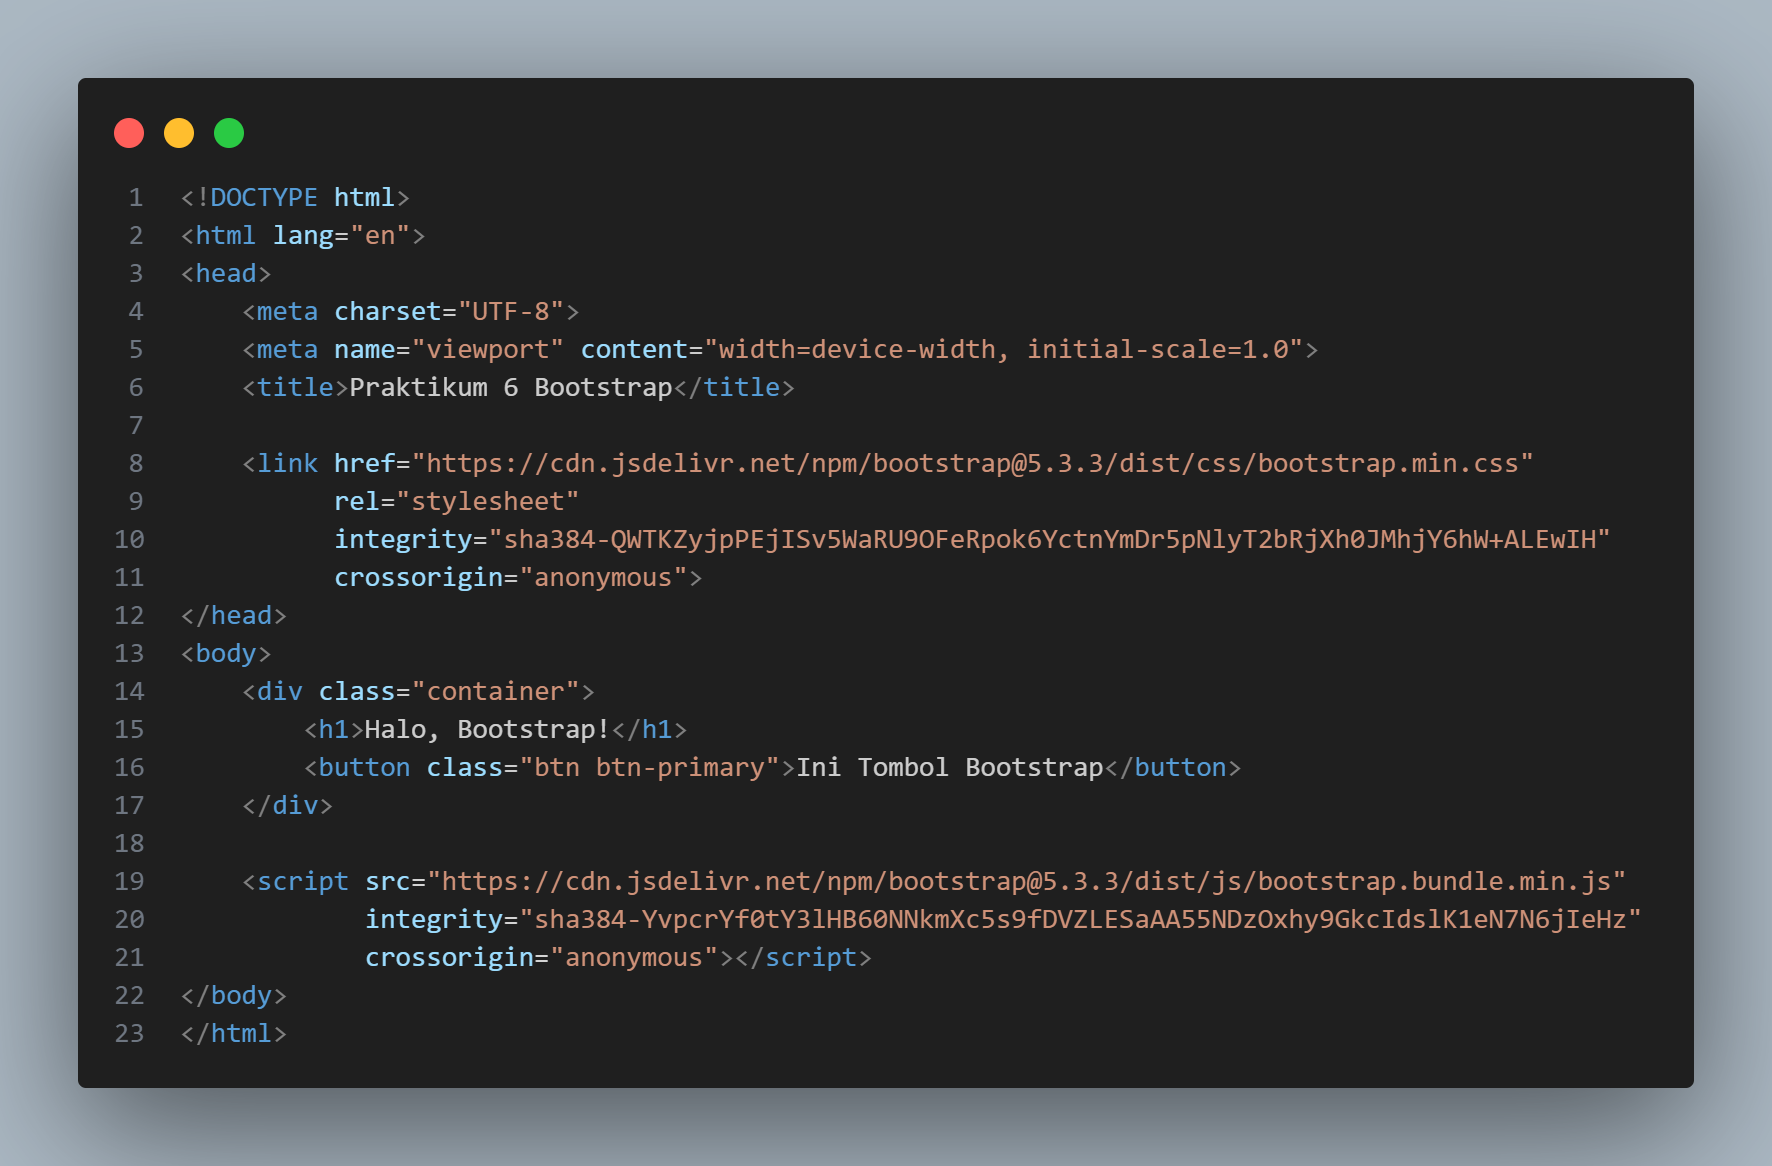 1 <!DOCTYPE html>
2 <html lang="en">
3 <head>
4     <meta charset="UTF-8">
5     <meta name="viewport" content="width=device-width, initial-scale=1.0">
6     <title>Praktikum 6 Bootstrap</title>
7
8     <link href="https://cdn.jsdelivr.net/npm/bootstrap@5.3.3/dist/css/bootstrap.min.css"
9           rel="stylesheet"
10           integrity="sha384-QWTKZyjpPEjISv5WaRU9OFeRpok6YctnYmDr5pNlyT2bRjXh0JMhjY6hW+ALEwIH"
11           crossorigin="anonymous">
12 </head>
13 <body>
14     <div class="container">
15         <h1>Halo, Bootstrap!</h1>
16         <button class="btn btn-primary">Ini Tombol Bootstrap</button>
17     </div>
18
19     <script src="https://cdn.jsdelivr.net/npm/bootstrap@5.3.3/dist/js/bootstrap.bundle.min.js"
20             integrity="sha384-YvpcrYf0tY3lHB60NNkmXc5s9fDVZLESaAA55NDzOxhy9GkcIdslK1eN7N6jIeHz"
21             crossorigin="anonymous"></script>
22 </body>
23 </html>